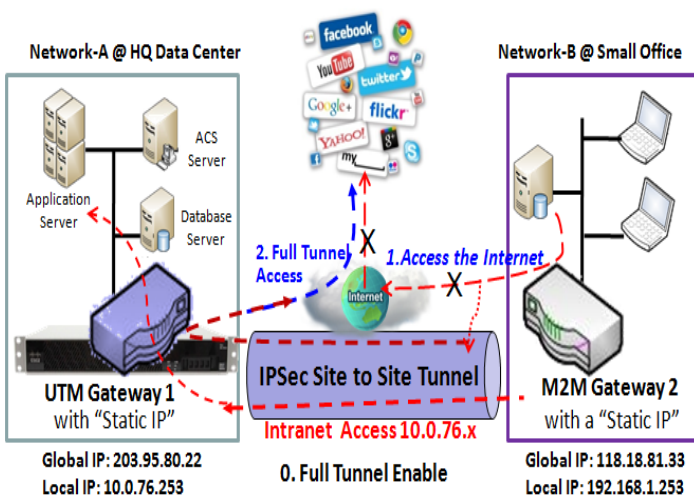 Network-A @ HQ Data Center
Network-B @ Small Office
facebook
YouTube
twitter
Google+
flickr
YAHOO!
g+
my____
ACS
Server
Application
Server
Database
Server
2. Full Tunnel
Access
1.Access the Internet
X
X
Internet
IPSec Site to Site Tunnel
UTM Gateway 1
with "Static IP"
M2M Gateway 2
with a "Static IP"
Intranet Access 10.0.76.x
Global IP: 203.95.80.22
Local IP: 10.0.76.253
0. Full Tunnel Enable
Global IP: 118.18.81.33
Local IP: 192.168.1.253